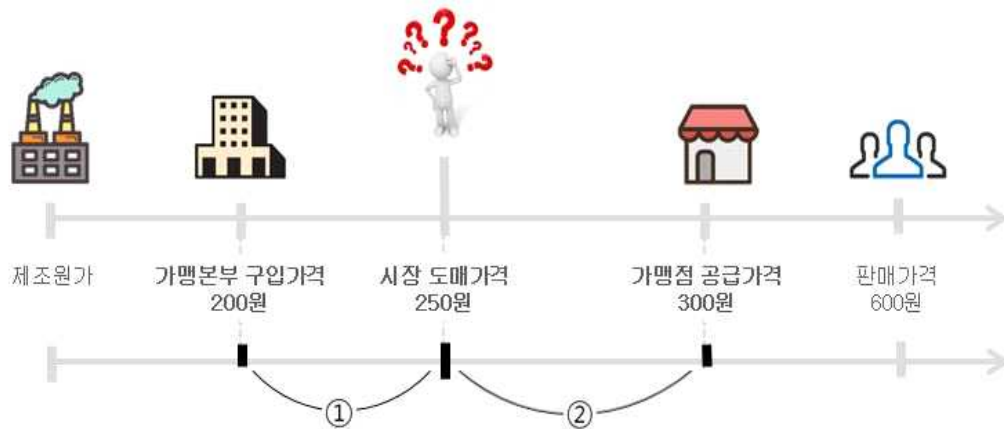 제조원가
가맹본부 구입가격
200원
시장 도매가격
250원
가맹점 공급가격
300원
판매가격
600원
①
②